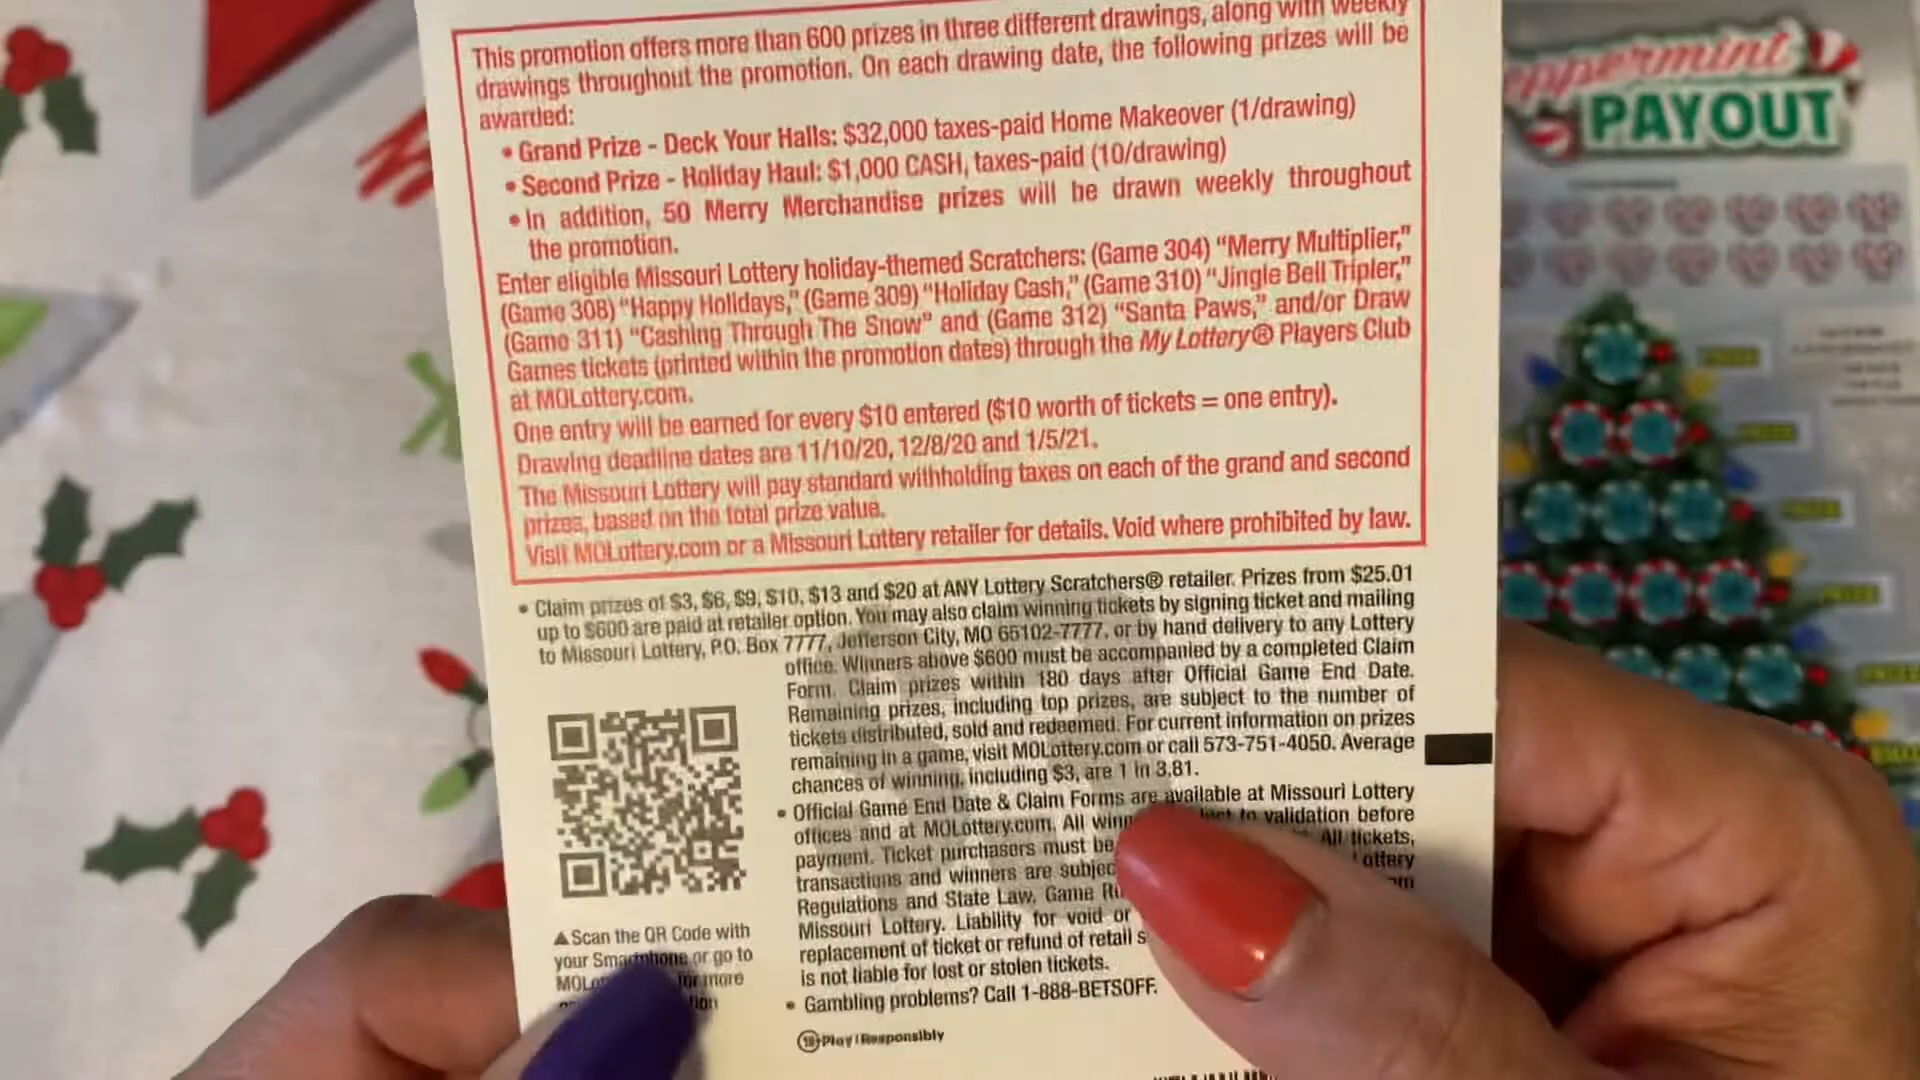 This promotion offers more than 600 prizes in three different drawings, along with weekly
drawings throughout the promotion. On each drawing date, the following prizes will be
awarded:
• Grand Prize - Deck Your Halls: $32,000 taxes-paid Home Makeover (1/drawing)
• Second Prize - Holiday Haul: $1,000 CASH, taxes-paid (10/drawing)
• In addition, 50 Merry Merchandise prizes will be drawn weekly throughout
the promotion.
Enter eligible Missouri Lottery holiday-themed Scratchers: (Game 304) “Merry Multiplier,”
(Game 308) “Happy Holidays,” (Game 309) “Holiday Cash,” (Game 310) “Jingle Bell Tripler,”
(Game 311) “Cashing Through The Snow” and (Game 312) “Santa Paws,” and/or Draw
Games tickets (printed within the promotion dates) through the My Lottery® Players Club
at MOLottery.com.
One entry will be earned for every $10 entered ($10 worth of tickets = one entry).
Drawing deadline dates are 11/10/20, 12/8/20 and 1/5/21.
The Missouri Lottery will pay standard withholding taxes on each of the grand and second
prizes, based on the total prize value.
Visit MOLottery.com or a Missouri Lottery retailer for details. Void where prohibited by law.
• Claim prizes of $3, $6, $9, $10, $13 and $20 at ANY Lottery Scratchers® retailer. Prizes from $25.01
up to $600 are paid at retailer option. You may also claim winning tickets by signing ticket and mailing
to Missouri Lottery, P.O. Box 7777, Jefferson City, MO 65102-7777, or by hand delivery to any Lottery
office. Winners above $600 must be accompanied by a completed Claim
Form. Claim prizes within 180 days after Official Game End Date.
Remaining prizes, including top prizes, are subject to the number of
tickets distributed, sold and redeemed. For current information on prizes
remaining in a game, visit MOLottery.com or call 573-751-4050. Average
chances of winning, including $3, are 1 in 3.81.
• Official Game End Date & Claim Forms are available at Missouri Lottery
offices and at MOLottery.com. All to validation before
payment. Ticket purchasers must be All tickets,
transactions and winners are Lottery
Regulations and State Law, Game
Missouri Lottery. Liability for void or
replacement of ticket or refund of retail
is not liable for lost or stolen tickets.
• Gambling problems? Call 1-888-BETSOFF.
18+ Play Responsibly
▲Scan the QR Code with
your Smartphone or go to
for more
PAYOUT